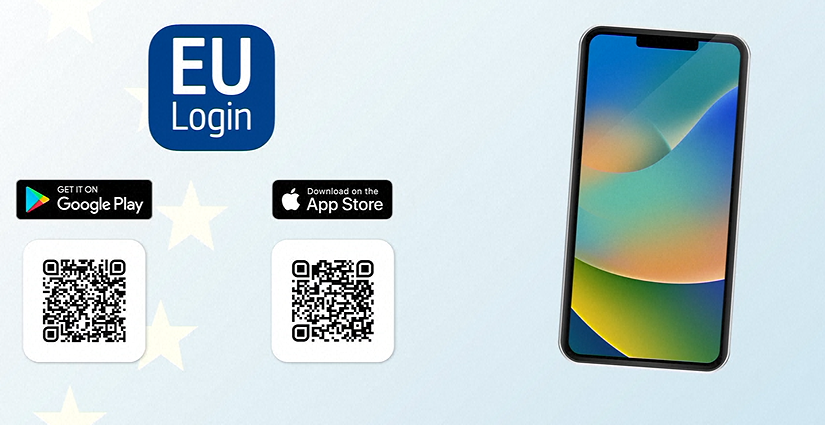 EU
Login
GET IT ON
Google Play
Download on the
App Store